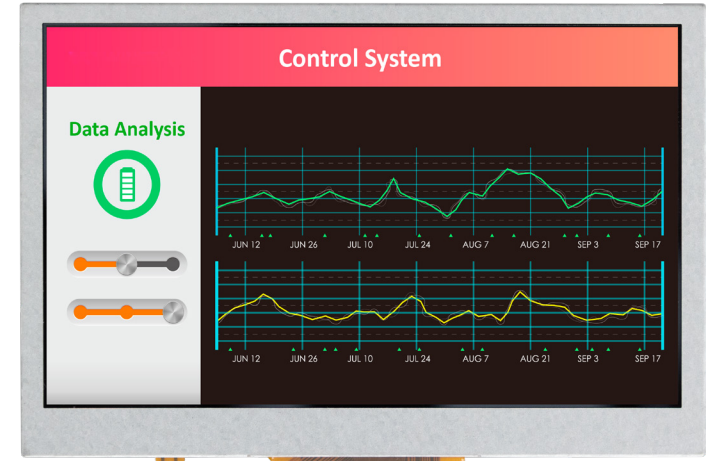 Control System
Data Analysis
JUN 12 JUN 26 JUL 10 JUL 24 AUG 7 AUG 21 SEP 3 SEP 17
JUN 12 JUN 26 JUL 10 JUL 24 AUG 7 AUG 21 SEP 3 SEP 17